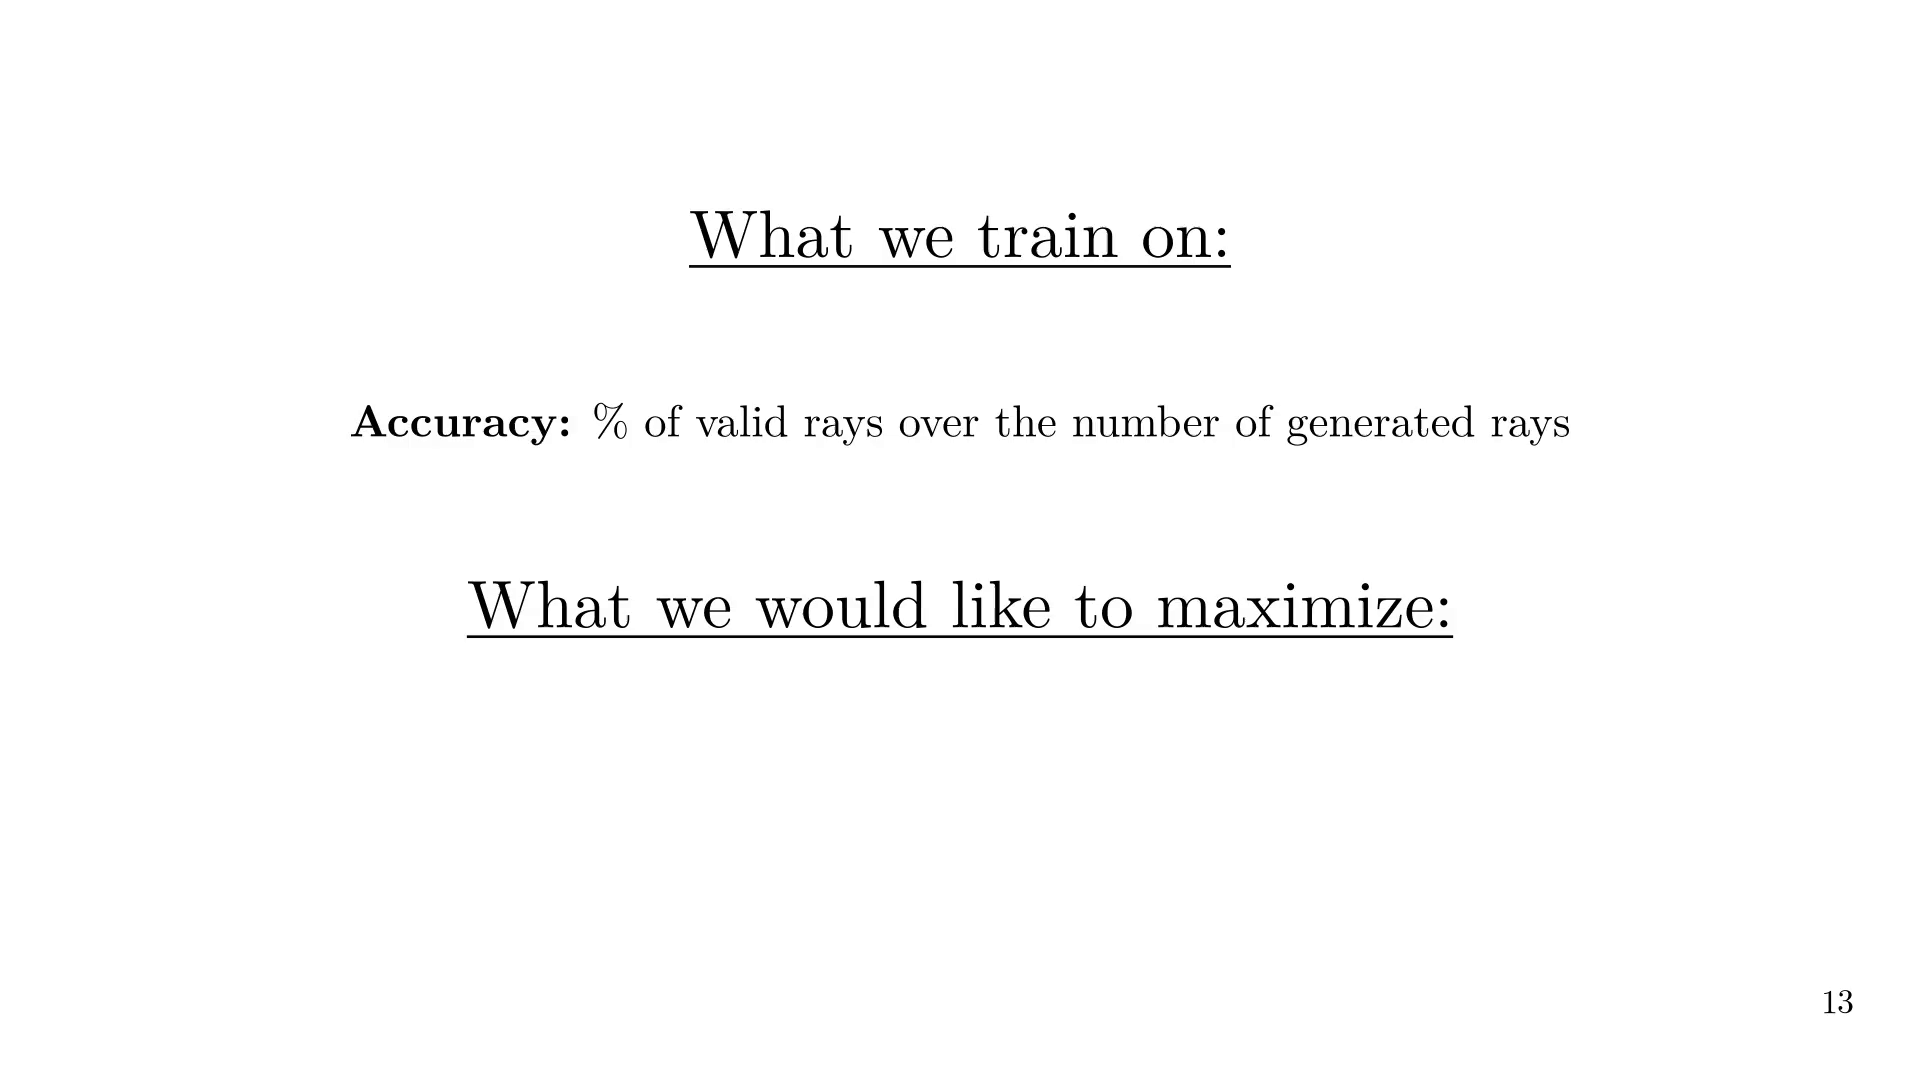 What we train on:
Accuracy: % of valid rays over the number of generated rays
What we would like to maximize:
13